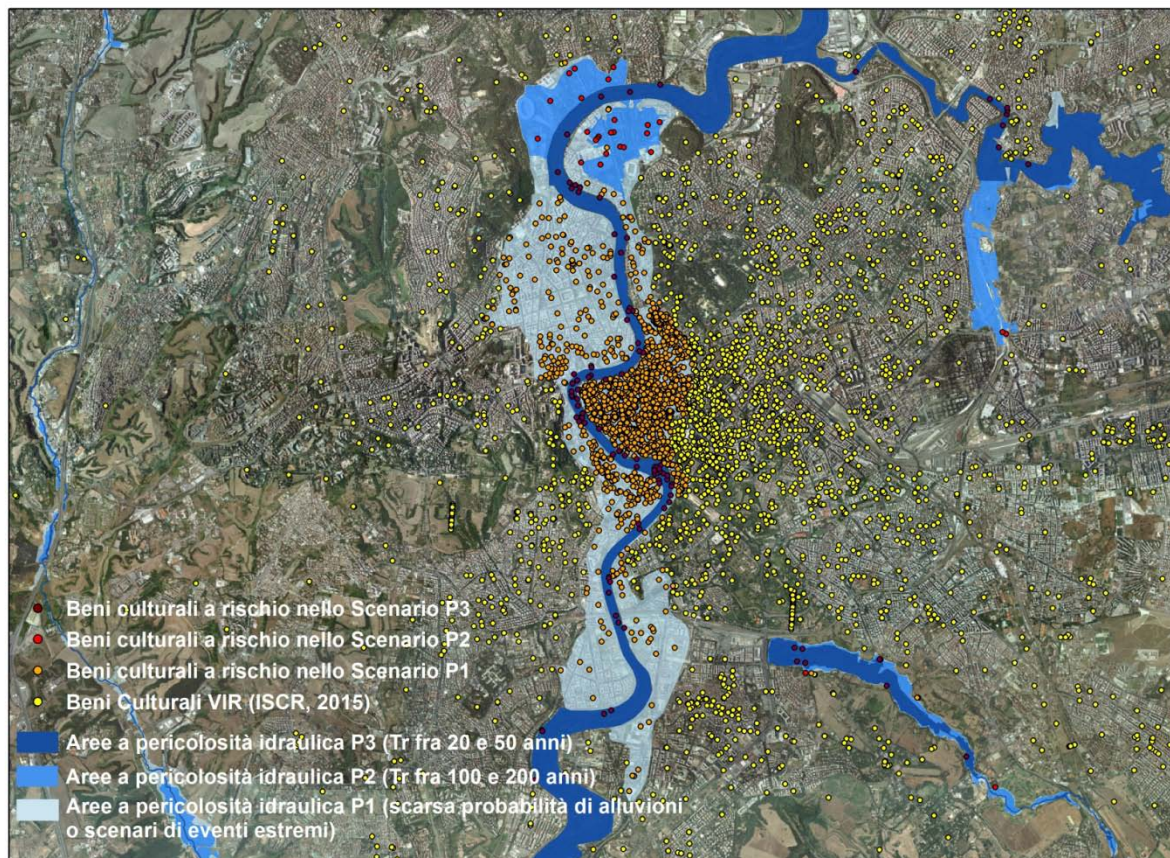 Beni culturali a rischio nello Scenario P3
Beni culturali a rischio nello Scenario P2
Beni culturali a rischio nello Scenario P1
Beni Culturali VIR (ISCR, 2015)
Aree a pericolosità idraulica P3 (Tr fra 20 e 50 anni)
Aree a pericolosità idraulica P2 (Tr fra 100 e 200 anni)
Aree a pericolosità idraulica P1 (scarsa probabilità di alluvioni
o scenari di eventi estremi)